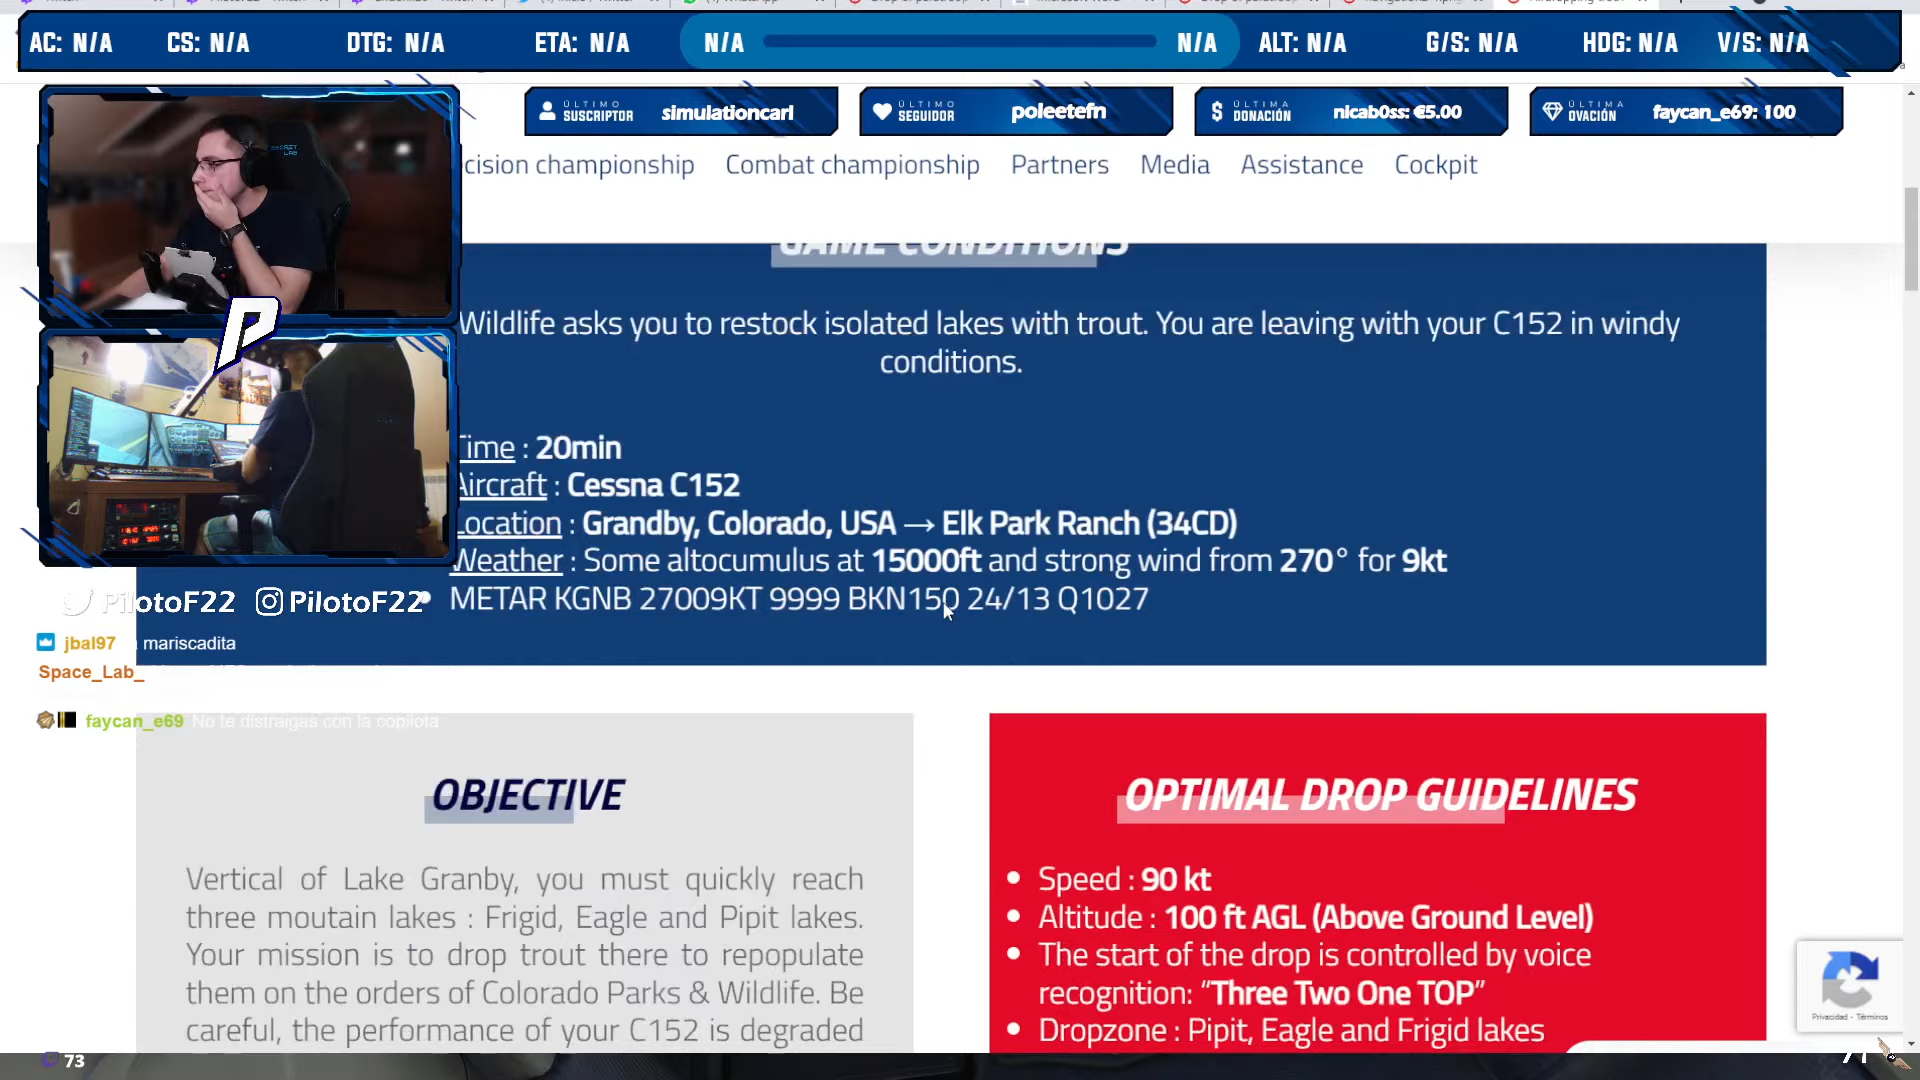 AC: N/A CS: N/A DTG: N/A ETA: N/A N/A N/A ALT: N/A G/S: N/A HDG: N/A V/S: N/A
ÚLTIMO SUSCRIPTOR simulationcarl
ÚLTIMO SEGUIDOR poleetefn
ÚLTIMA DONACIÓN nicab0ss: €5.00
ÚLTIMA OVACIÓN faycan_e69: 100
cision championship Combat championship Partners Media Assistance Cockpit
GAME CONDITIONS
Wildlife asks you to restock isolated lakes with trout. You are leaving with your C152 in windy
conditions.
Time : 20min
Aircraft : Cessna C152
Location : Grandby, Colorado, USA → Elk Park Ranch (34CD)
Weather : Some altocumulus at 15000ft and strong wind from 270° for 9kt
METAR KGNB 27009KT 9999 BKN150 24/13 Q1027
P
PilotoF22 PilotoF22
jbal97 mariscadita
Space_Lab_
faycan_e69 No te distraigas con la copilota
OBJECTIVE
Vertical of Lake Granby, you must quickly reach
three moutain lakes : Frigid, Eagle and Pipit lakes.
Your mission is to drop trout there to repopulate
them on the orders of Colorado Parks & Wildlife. Be
careful, the performance of your C152 is degraded
OPTIMAL DROP GUIDELINES
Speed : 90 kt
Altitude : 100 ft AGL (Above Ground Level)
The start of the drop is controlled by voice
recognition: "Three Two One TOP"
Dropzone : Pipit, Eagle and Frigid lakes
Privacidad - Términos
73